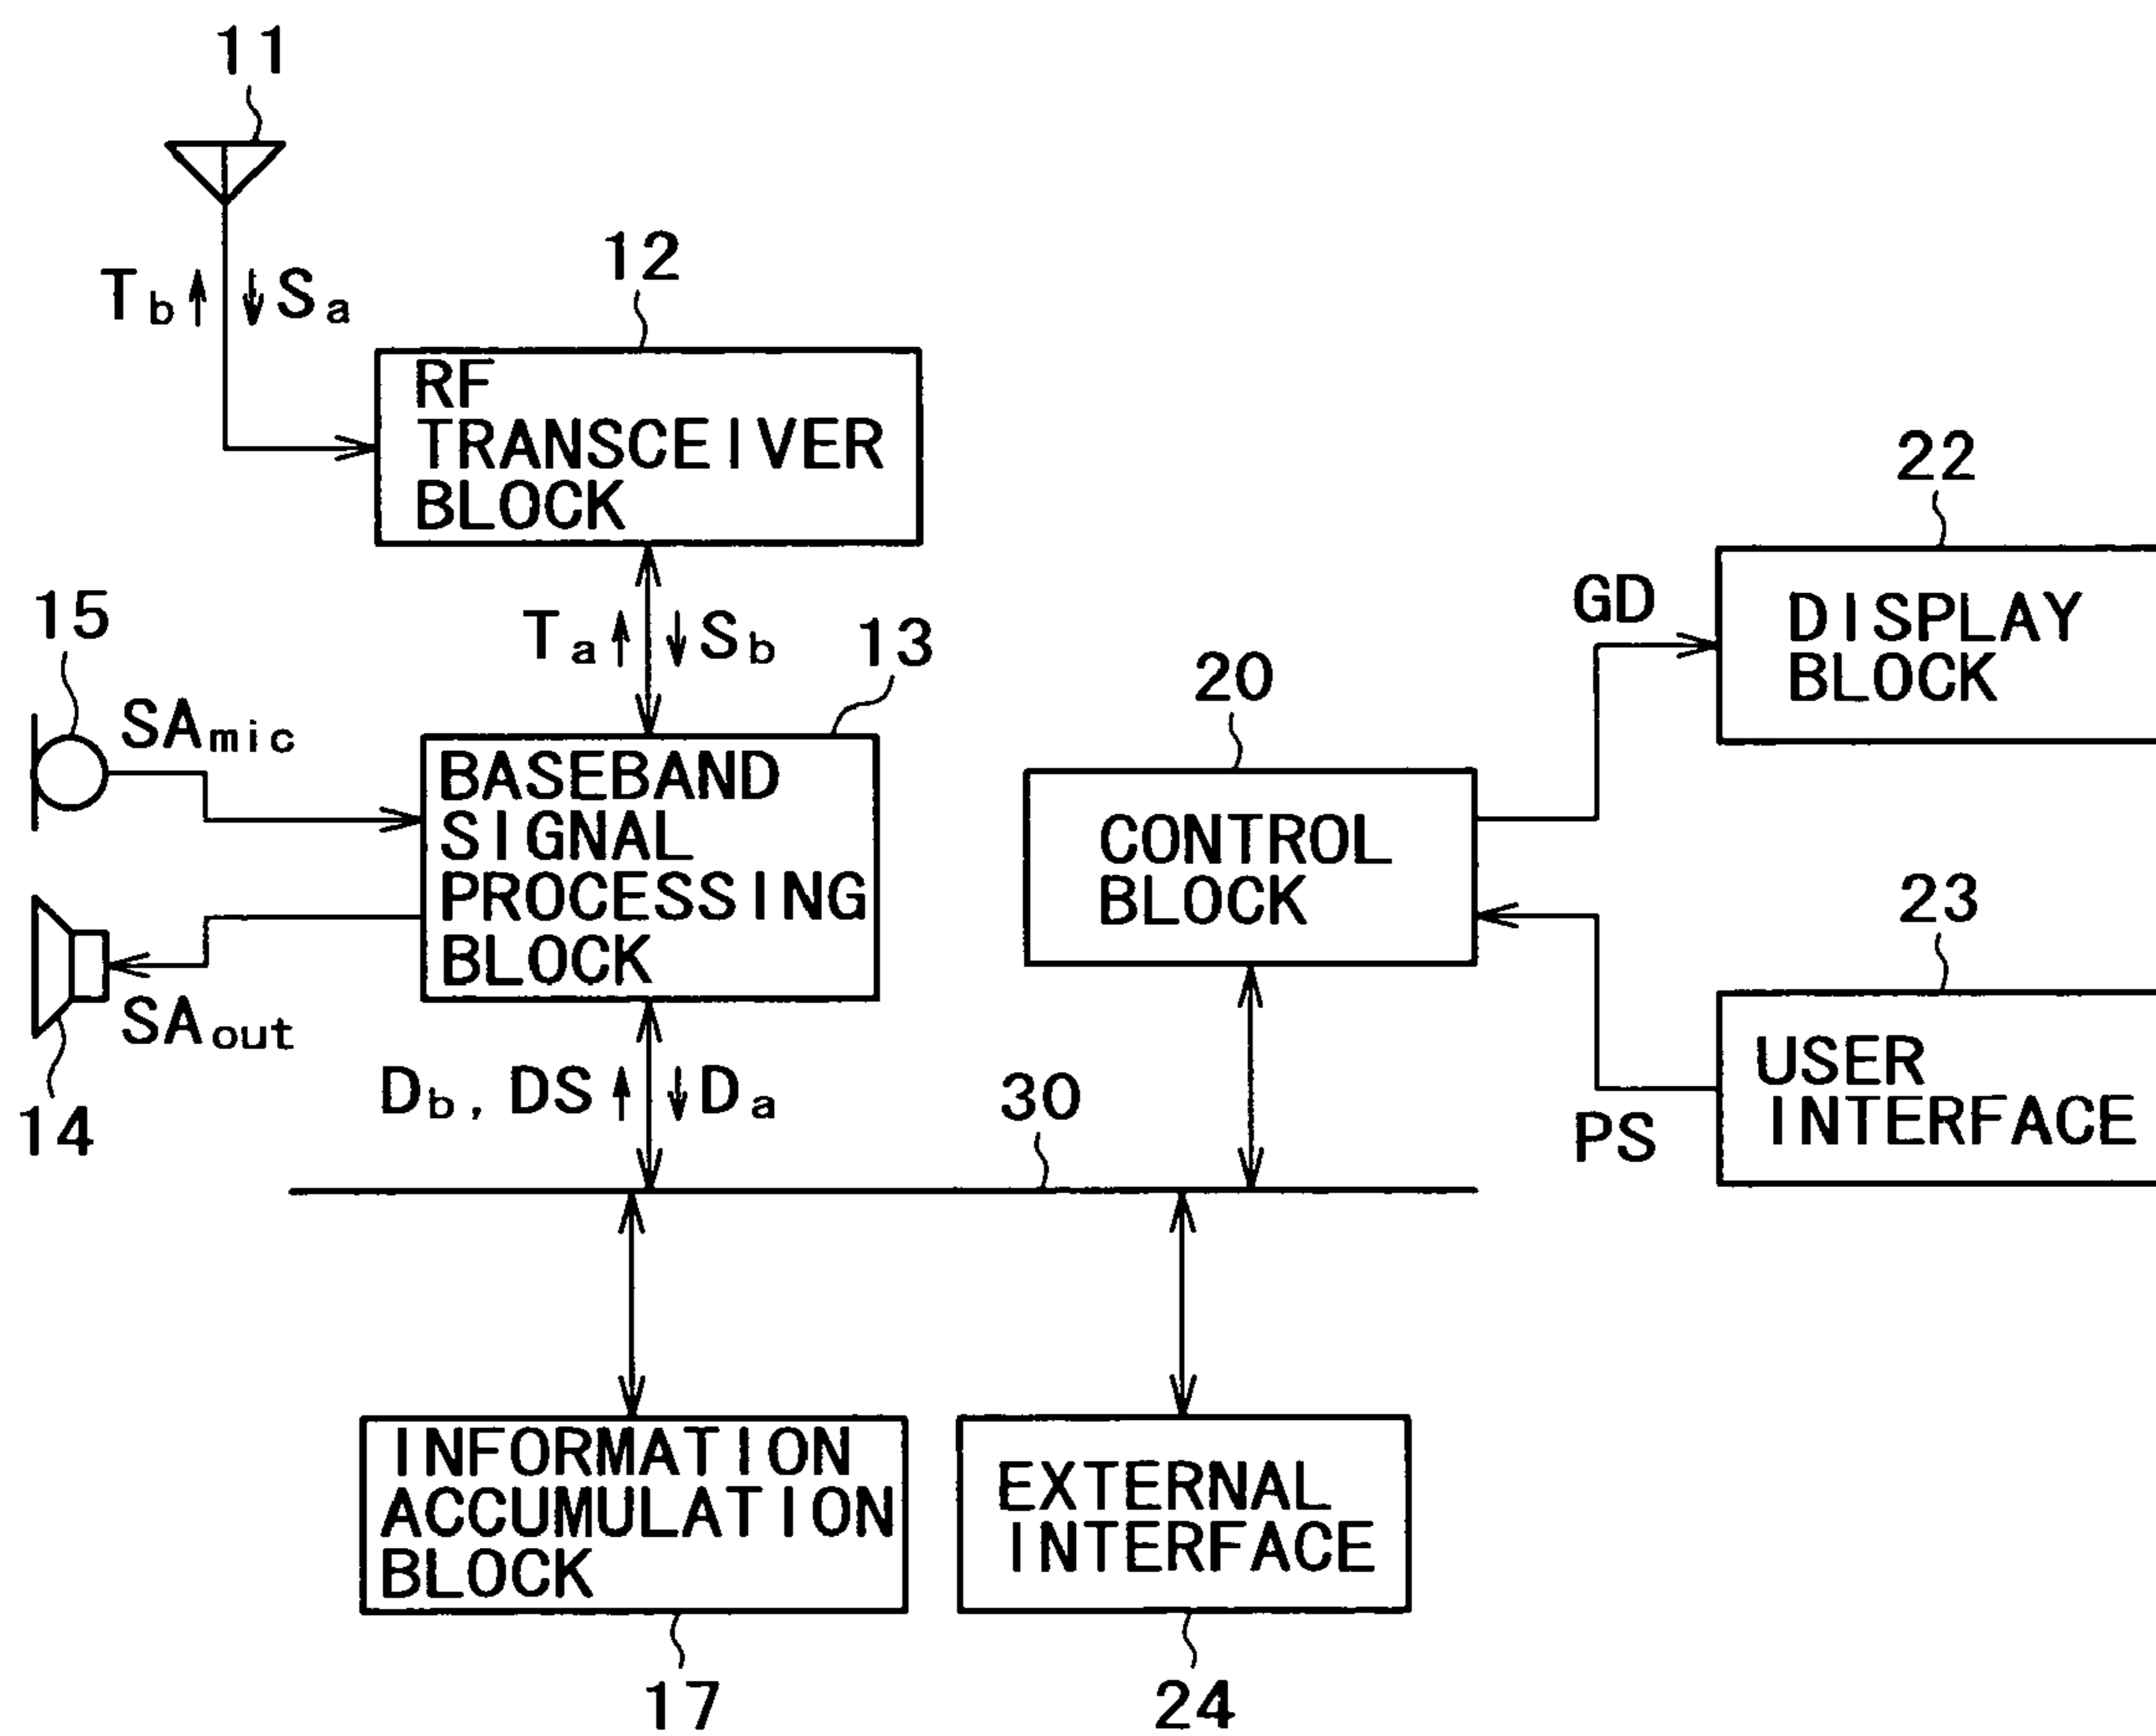 11
Tb
Sa
12
RF
TRANSCEIVER
BLOCK
22
15
Ta
Sb
13
GD
DISPLAY
BLOCK
20
SAmic
BASEBAND
SIGNAL
PROCESSING
BLOCK
CONTROL
BLOCK
23
SAout
14
Db, DS
Da
30
USER
INTERFACE
PS
INFORMATION
ACCUMULATION
BLOCK
EXTERNAL
INTERFACE
17
24